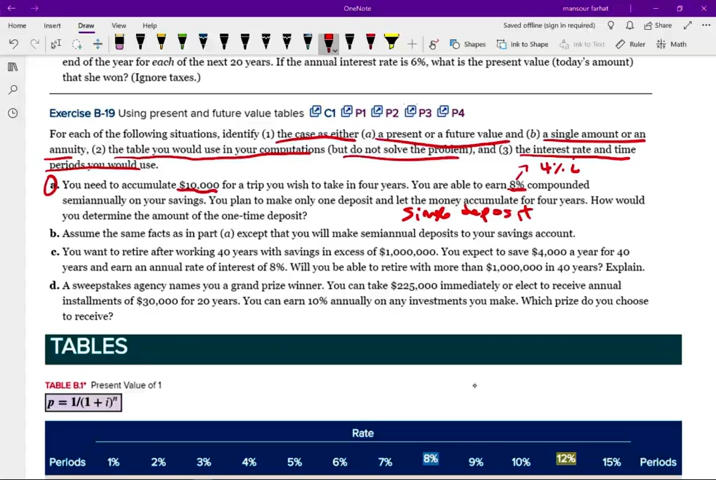 OneNote
mansour farhat
Home Insert Draw View Help
Saved offline (sign in required) Share
Shapes Ink to Shape Ink to Text Ruler Math
end of the year for each of the next 20 years. If the annual interest rate is 6%, what is the present value (today's amount)
that she won? (Ignore taxes.)
Exercise B-19 Using present and future value tables C1 P1 P2 P3 P4
For each of the following situations, identify (1) the case as either (a) a present or a future value and (b) a single amount or an
annuity, (2) the table you would use in your computations (but do not solve the problem), and (3) the interest rate and time
periods you would use.
4% i
a. You need to accumulate $10,000 for a trip you wish to take in four years. You are able to earn 8% compounded
semiannually on your savings. You plan to make only one deposit and let the money accumulate for four years. How would
you determine the amount of the one-time deposit?
single deposit
b. Assume the same facts as in part (a) except that you will make semiannual deposits to your savings account.
c. You want to retire after working 40 years with savings in excess of $1,000,000. You expect to save $4,000 a year for 40
years and earn an annual rate of interest of 8%. Will you be able to retire with more than $1,000,000 in 40 years? Explain.
d. A sweepstakes agency names you a grand prize winner. You can take $225,000 immediately or elect to receive annual
installments of $30,000 for 20 years. You can earn 10% annually on any investments you make. Which prize do you choose
to receive?
TABLES
TABLE B.1* Present Value of 1
p = 1/(1 + i)ⁿ
Rate
Periods 1% 2% 3% 4% 5% 6% 7% 8% 9% 10% 12% 15% Periods